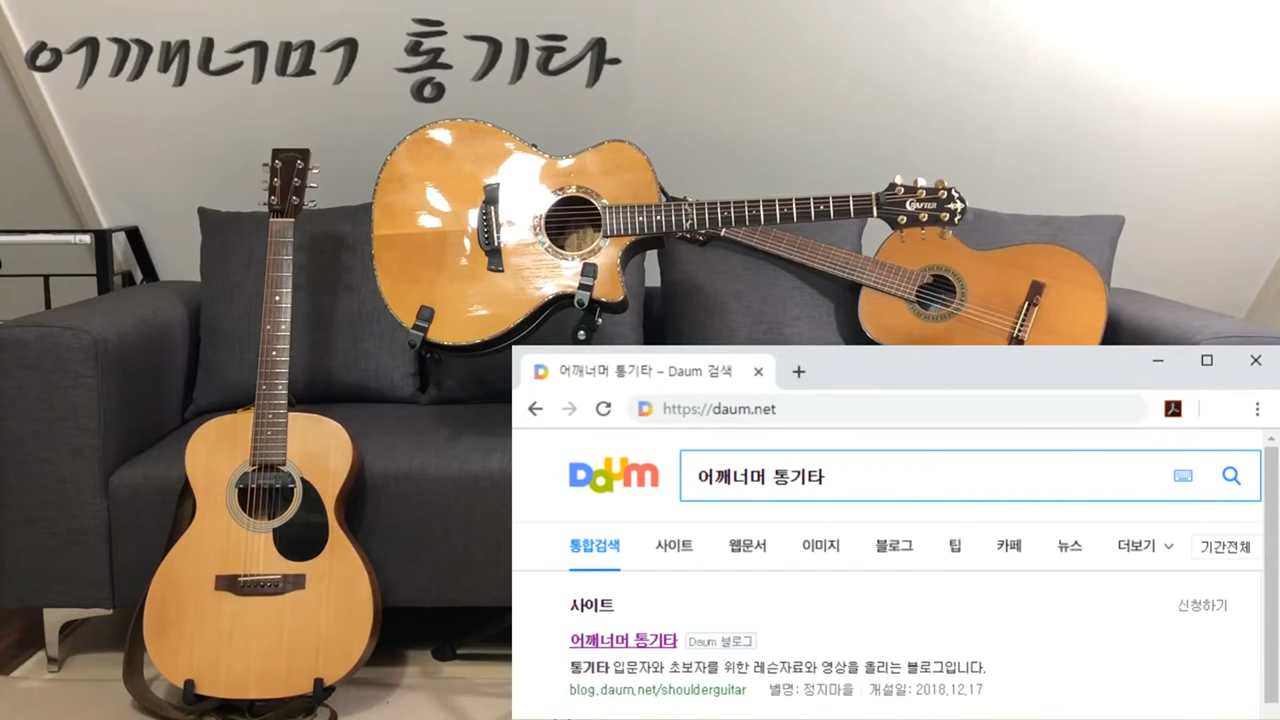 어깨너머 통기타
CRAFTER
어깨너머 통기타 – Daum 검색
https://daum.net
Daum
어깨너머 통기타
통합검색 사이트 웹문서 이미지 블로그 팁 카페 뉴스 더보기 기간전체
사이트 신청하기
어깨너머 통기타 Daum 블로그
통기타 입문자와 초보자를 위한 레슨자료와 영상을 올리는 블로그입니다.
blog.daum.net/shoulderguitar 별명: 정지마을 개설일: 2018.12.17